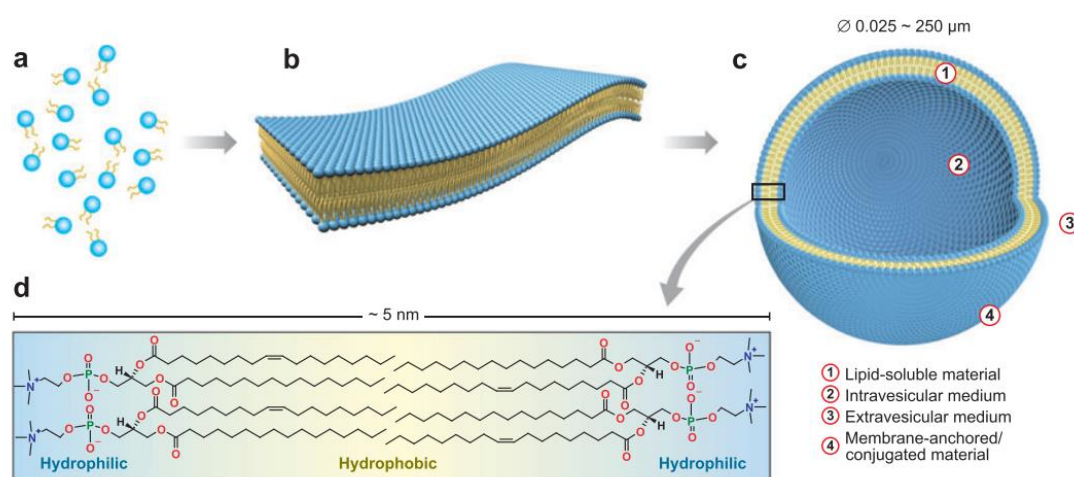 Ø 0.025 ~ 250 µm
a
b
c
1
2
3
4
d
~ 5 nm
O
O
O
P
O
O
O
−
N
+
H
O
O
O
O
P
O
O
O
−
N
+
H
O
O
O
O
P
O
O
O
−
N
+
H
O
O
O
O
P
O
O
O
−
N
+
H
O
Hydrophilic
Hydrophobic
Hydrophilic
1 Lipid-soluble material
2 Intravesicular medium
3 Extravesicular medium
4 Membrane-anchored/
conjugated material